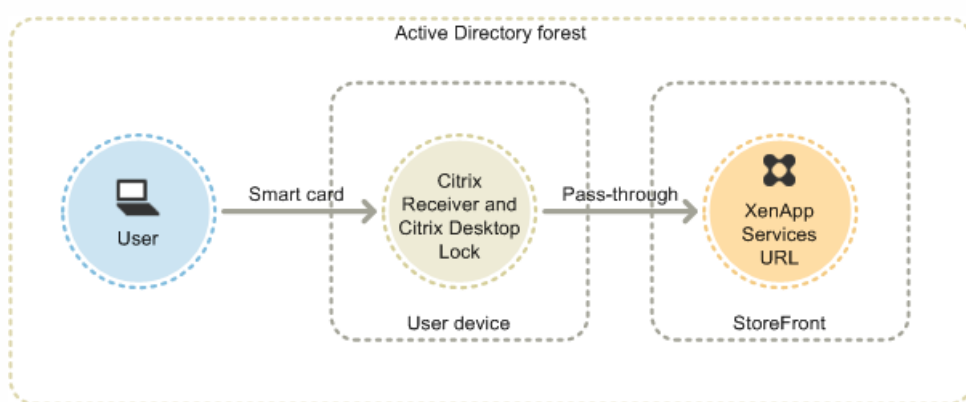 Active Directory forest
User
Smart card
Citrix
Receiver and
Citrix Desktop
Lock
User device
Pass-through
XenApp
Services
URL
StoreFront